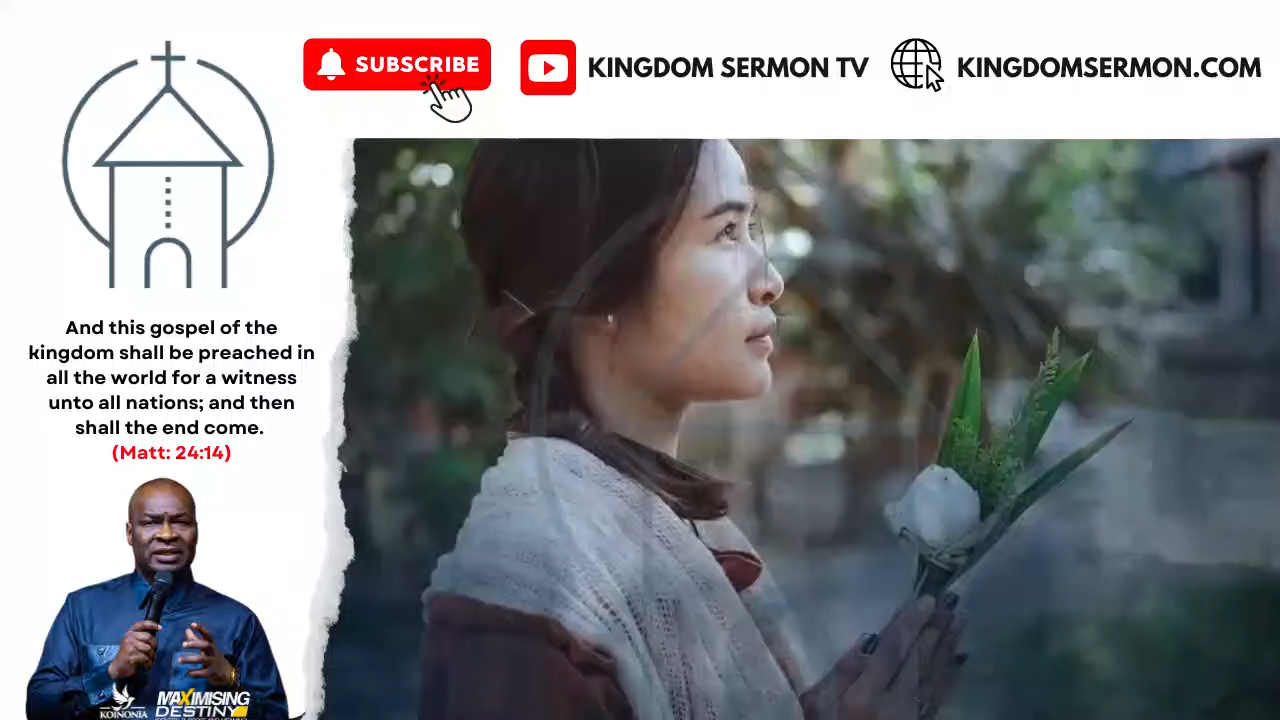 SUBSCRIBE
KINGDOM SERMON TV
KINGDOMSERMON.COM
And this gospel of the
kingdom shall be preached in
all the world for a witness
unto all nations; and then
shall the end come.
(Matt: 24:14)
KOINONIA
MAXIMISING
DESTINY